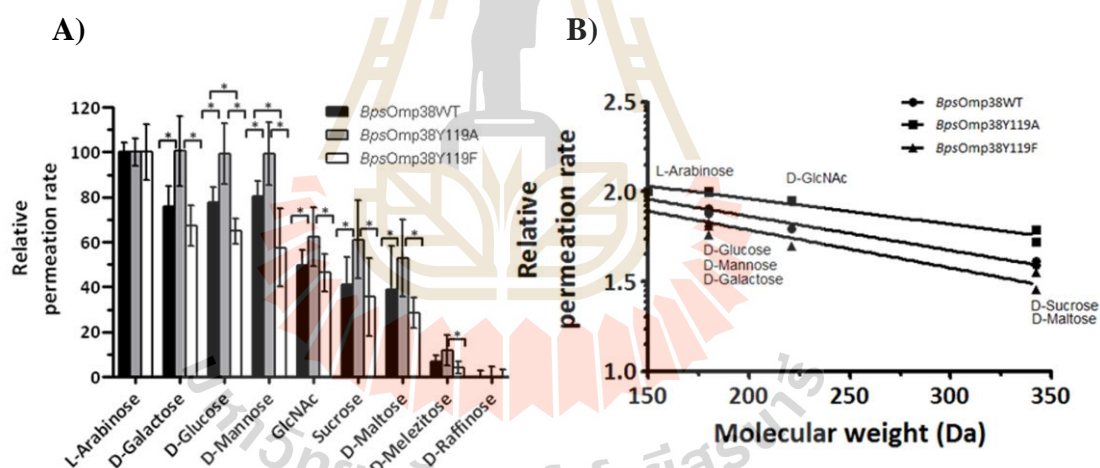 A)
Relative
permeation rate
120
100
80
60
40
20
0
* * * * * * * * * * * * * * * *
BpsOmp38WT
BpsOmp38Y119A
BpsOmp38Y119F
L-Arabinose
D-Galactose
D-Glucose
D-Mannose
GlcNAc
Sucrose
D-Maltose
D-Melezitose
D-Raffinose
B)
Relative
permeation rate
2.5
2.0
1.5
1.0
BpsOmp38WT
BpsOmp38Y119A
BpsOmp38Y119F
L-Arabinose
D-GlcNAc
D-Glucose
D-Mannose
D-Galactose
D-Sucrose
D-Maltose
150 200 250 300 350
Molecular weight (Da)